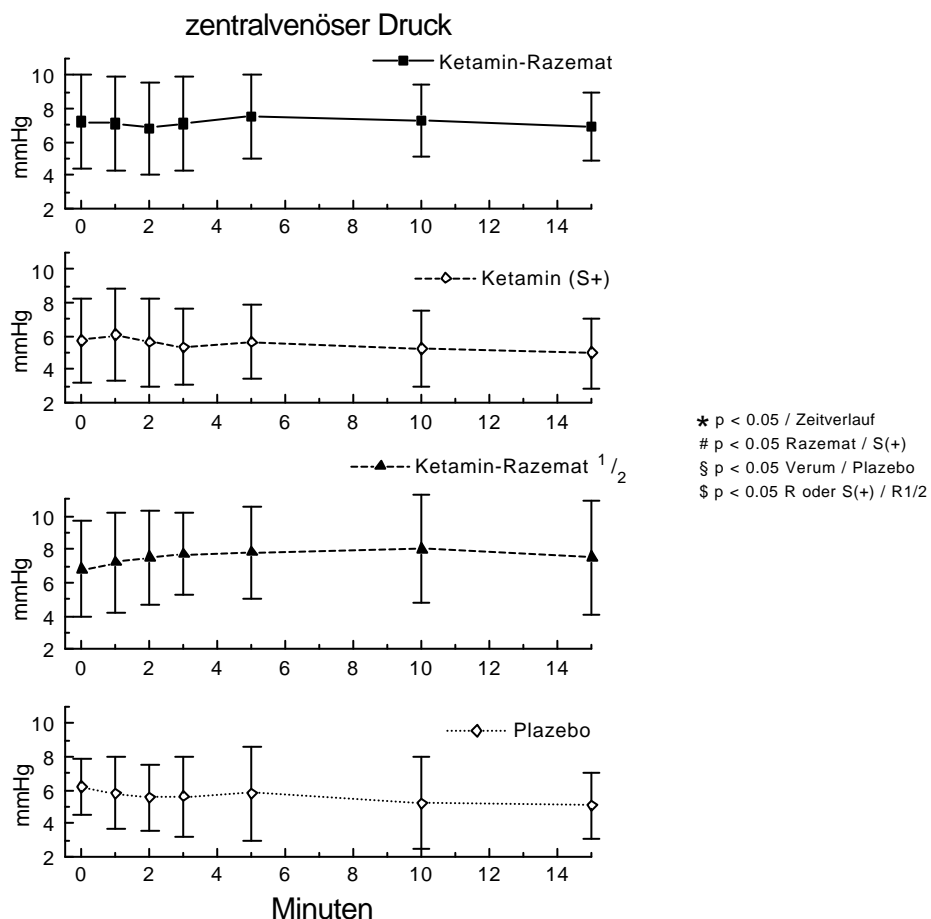 zentralvenöser Druck
Ketamin-Razemat
10
8
6
4
2
mmHg
0 2 4 6 8 10 12 14
Ketamin (S+)
10
8
6
4
2
mmHg
0 2 4 6 8 10 12 14
* p < 0.05 / Zeitverlauf
# p < 0.05 Razemat / S(+)
§ p < 0.05 Verum / Plazebo
$ p < 0.05 R oder S(+) / R1/2
Ketamin-Razemat 1/2
10
8
6
4
2
mmHg
0 2 4 6 8 10 12 14
Plazebo
10
8
6
4
2
mmHg
0 2 4 6 8 10 12 14
Minuten